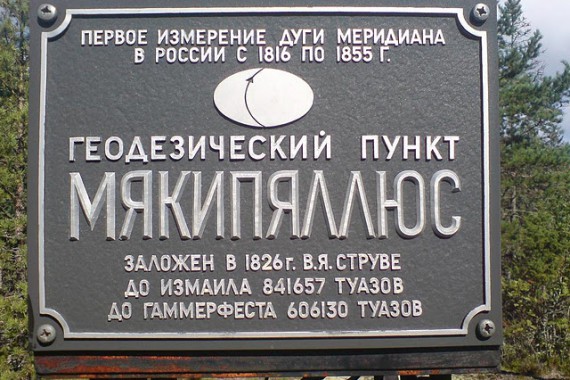 ПЕРВОЕ ИЗМЕРЕНИЕ ДУГИ МЕРИДИАНА
В РОССИИ С 1816 ПО 1855 Г.
ГЕОДЕЗИЧЕСКИЙ ПУНКТ
МЯКИПЯЛЛЮС
ЗАЛОЖЕН В 1826 г. В.Я. СТРУВЕ
ДО ИЗМАИЛА 841657 ТУАЗОВ
ДО ГАММЕРФЕСТА 606130 ТУАЗОВ